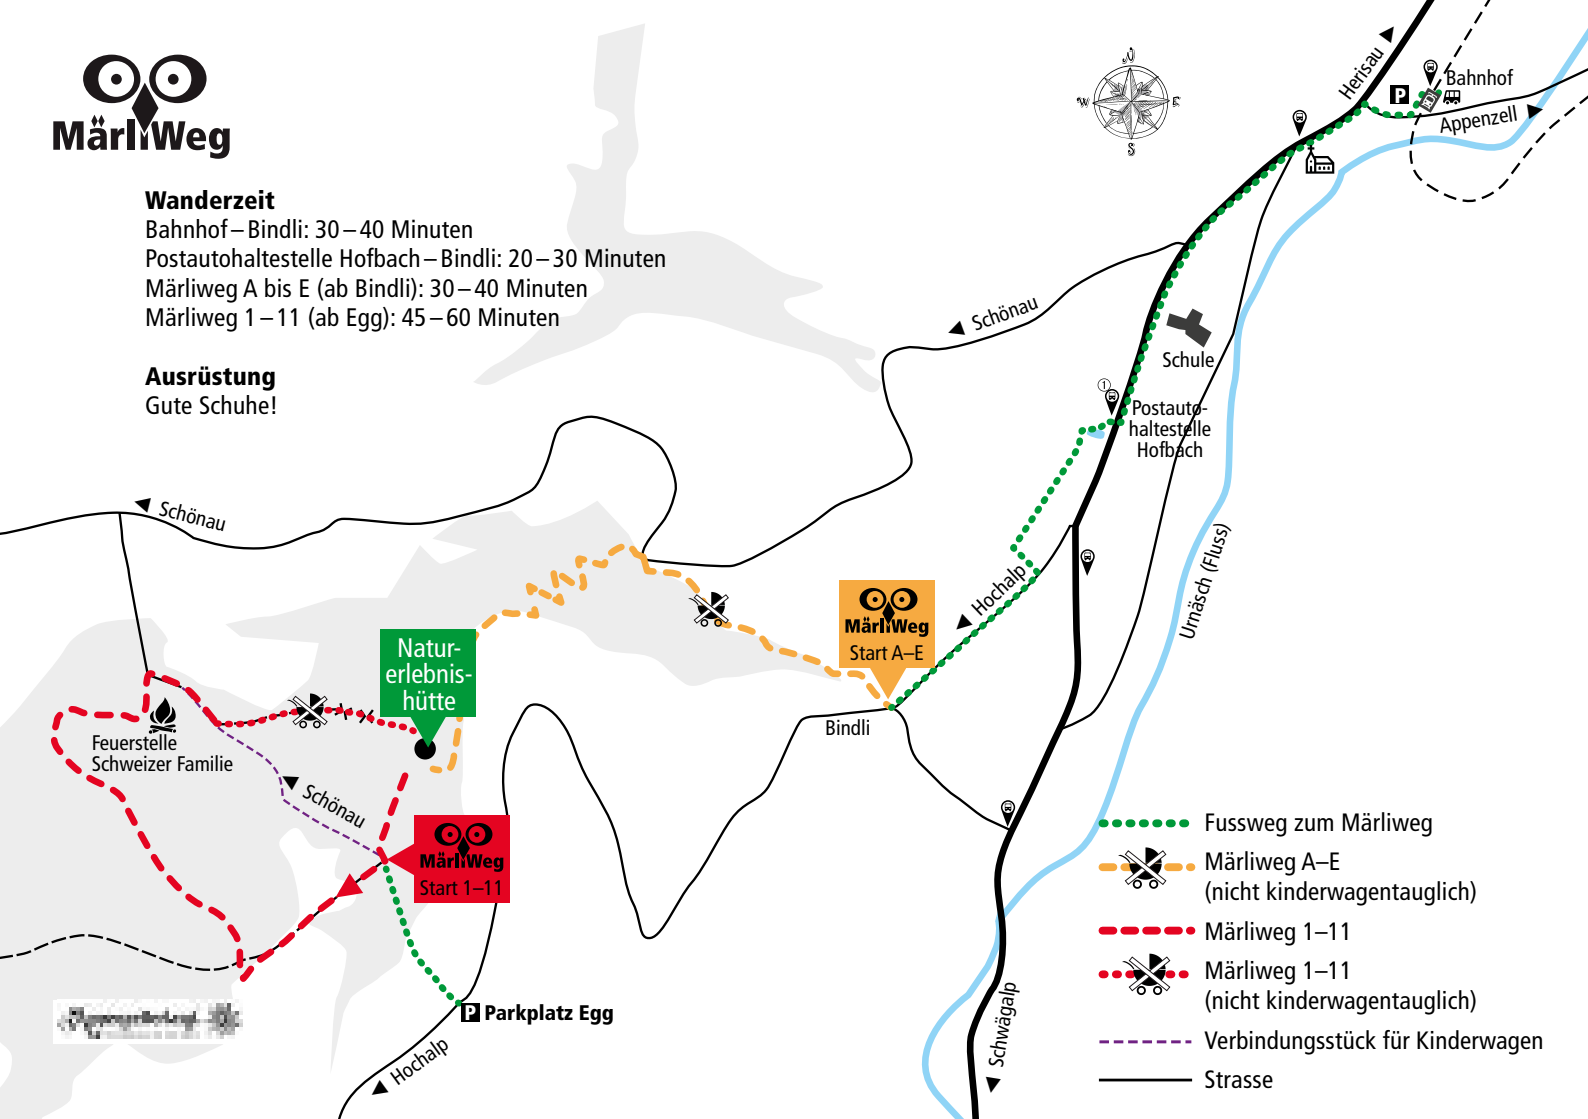 MärliWeg
Wanderzeit
Bahnhof – Bindli: 30 – 40 Minuten
Postautohaltestelle Hofbach – Bindli: 20 – 30 Minuten
Märliweg A bis E (ab Bindli): 30 – 40 Minuten
Märliweg 1 – 11 (ab Egg): 45 – 60 Minuten
Ausrüstung
Gute Schuhe!
N
W
E
S
Herisau
P
Bahnhof
Appenzell
Schönau
Schule
1
Postauto-
haltestelle
Hofbach
Schönau
Hochalp
Urnäsch (Fluss)
MärliWeg
Start A–E
Natur-
erlebnis-
hütte
Bindli
Feuerstelle
Schweizer Familie
Schönau
MärliWeg
Start 1–11
P Parkplatz Egg
Hochalp
Schwägalp
Fussweg zum Märliweg
Märliweg A–E
(nicht kinderwagentauglich)
Märliweg 1–11
Märliweg 1–11
(nicht kinderwagentauglich)
Verbindungsstück für Kinderwagen
Strasse